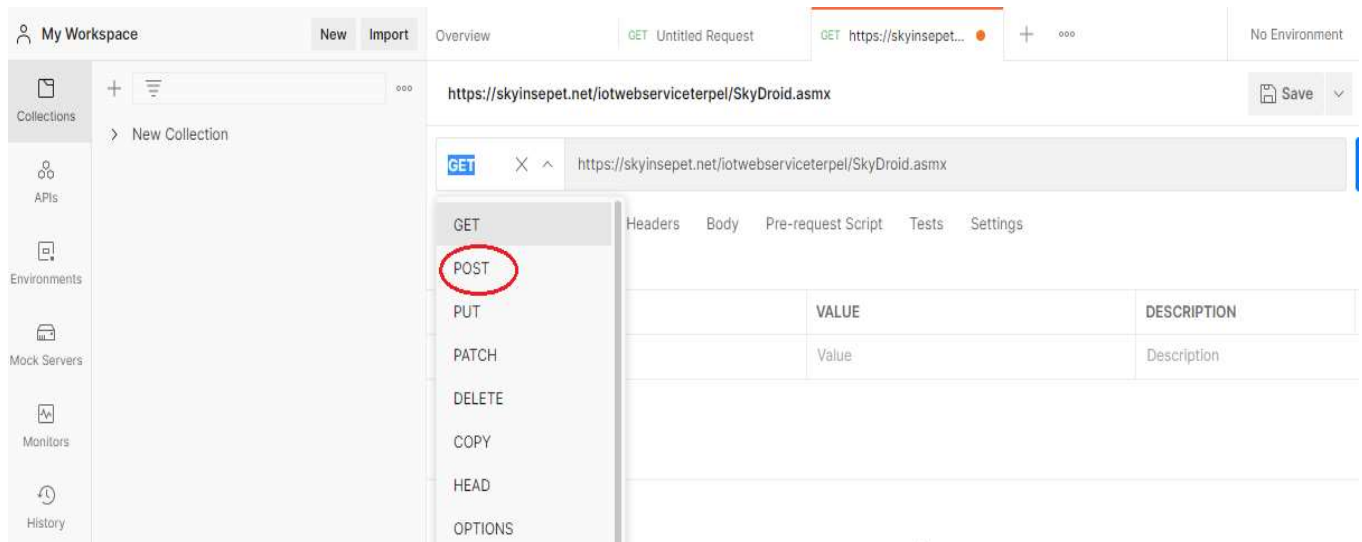 My Workspace
New
Import
Overview
GET Untitled Request
GET https://skyinsepet...
No Environment
Collections
New Collection
https://skyinsepet.net/iotwebserviceterpel/SkyDroid.asmx
Save
GET
https://skyinsepet.net/iotwebserviceterpel/SkyDroid.asmx
APIs
Headers
Body
Pre-request Script
Tests
Settings
GET
POST
PUT
PATCH
DELETE
COPY
HEAD
OPTIONS
Environments
VALUE
DESCRIPTION
Value
Description
Mock Servers
Monitors
History